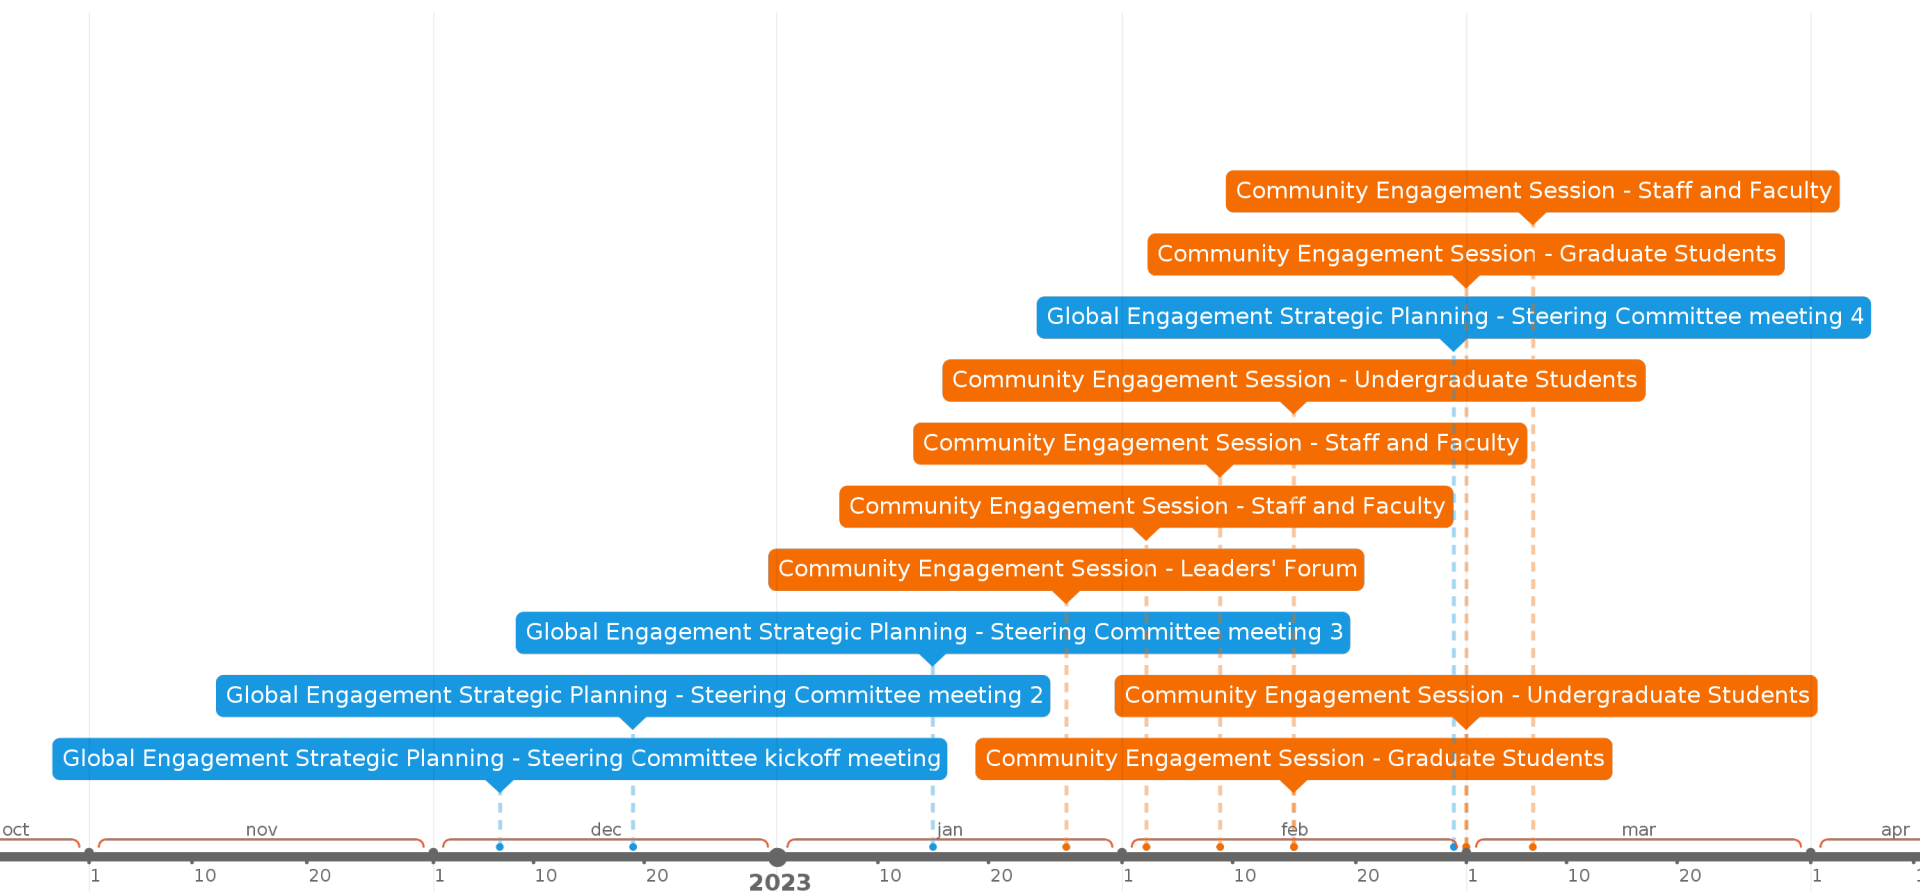 Community Engagement Session - Staff and Faculty
Community Engagement Session - Graduate Students
Global Engagement Strategic Planning - Steering Committee meeting 4
Community Engagement Session - Undergraduate Students
Community Engagement Session - Staff and Faculty
Community Engagement Session - Staff and Faculty
Community Engagement Session - Leaders' Forum
Global Engagement Strategic Planning - Steering Committee meeting 3
Global Engagement Strategic Planning - Steering Committee meeting 2
Community Engagement Session - Undergraduate Students
Global Engagement Strategic Planning - Steering Committee kickoff meeting
Community Engagement Session - Graduate Students
oct nov dec jan feb mar apr
1 10 20 1 10 20 2023 10 20 1 10 20 1 10 20 1